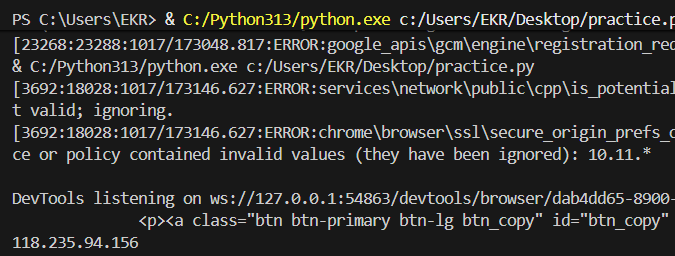 PS C:\Users\EKR> & C:/Python313/python.exe c:/Users/EKR/Desktop/practice.p
[23268:23288:1017/173048.817:ERROR:google_apis\gcm\engine\registration_req
& C:/Python313/python.exe c:/Users/EKR/Desktop/practice.py
[3692:18028:1017/173146.627:ERROR:services\network\public\cpp\is_potential
t valid; ignoring.
[3692:18028:1017/173146.627:ERROR:chrome\browser\ssl\secure_origin_prefs_o
ce or policy contained invalid values (they have been ignored): 10.11.*
DevTools listening on ws://127.0.0.1:54863/devtools/browser/dab4dd65-8900-
<p><a class="btn btn-primary btn-lg btn_copy" id="btn_copy"
118.235.94.156